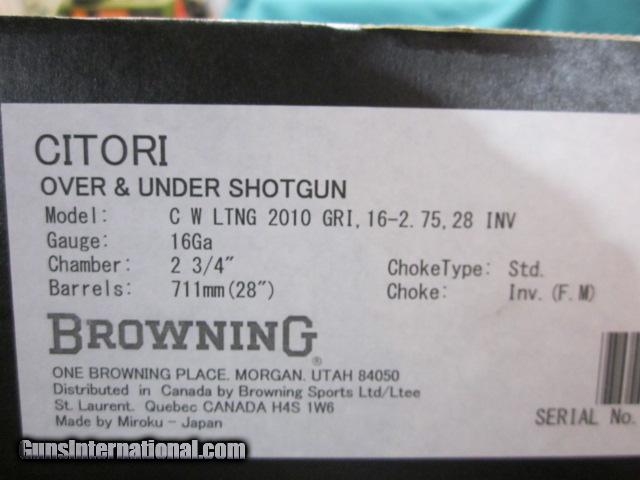 CITORI
OVER & UNDER SHOTGUN
Model: C W LTNG 2010 GRI,16-2.75,28 INV
Gauge: 16Ga
Chamber: 2 3/4" ChokeType: Std.
Barrels: 711mm(28") Choke: Inv.(F.M)
BROWNING®
ONE BROWNING PLACE. MORGAN. UTAH 84050
Distributed in Canada by Browning Sports Ltd/Ltee
St. Laurent. Quebec CANADA H4S 1W6
Made by Miroku - Japan
SERIAL No.
GunsInternational.com